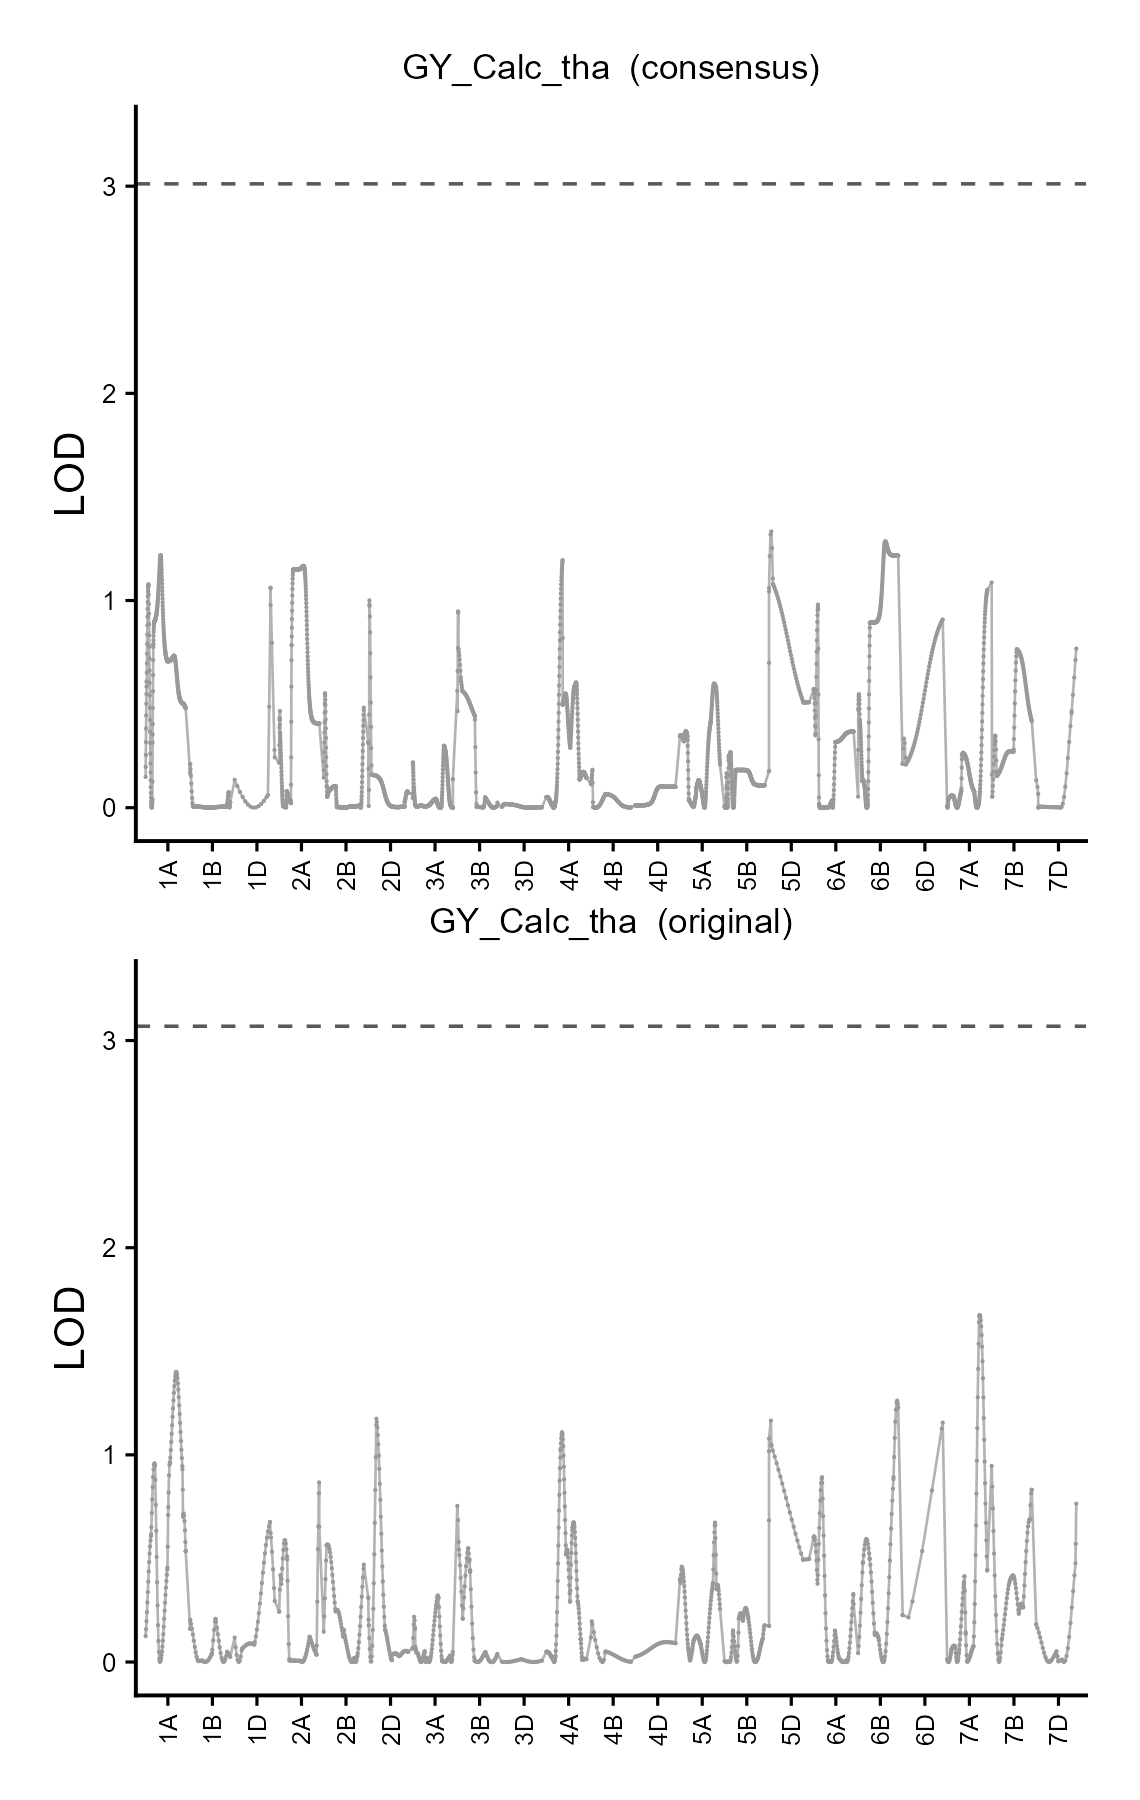 GY_Calc_tha (consensus)
LOD
3
2
1
0
1A 1B 1D 2A 2B 2D 3A 3B 3D 4A 4B 4D 5A 5B 5D 6A 6B 6D 7A 7B 7D
GY_Calc_tha (original)
LOD
3
2
1
0
1A 1B 1D 2A 2B 2D 3A 3B 3D 4A 4B 4D 5A 5B 5D 6A 6B 6D 7A 7B 7D